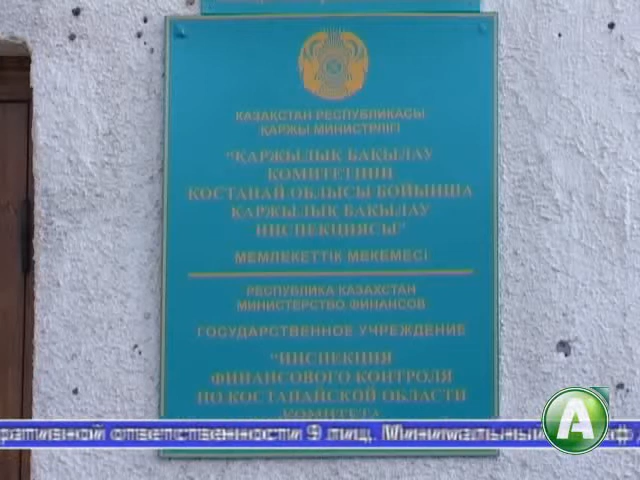 ҚАЗАҚСТАН РЕСПУБЛИКАСЫ
ҚАРЖЫ МИНИСТРЛІГІ
"ҚАРЖЫЛЫҚ БАҚЫЛАУ
КОМИТЕТІНІҢ
ҚОСТАНАЙ ОБЛЫСЫ БОЙЫНША
ҚАРЖЫЛЫҚ БАҚЫЛАУ
ИНСПЕКЦИЯСЫ"
МЕМЛЕКЕТТІК МЕКЕМЕСІ
РЕСПУБЛИКА КАЗАХСТАН
МИНИСТЕРСТВО ФИНАНСОВ
ГОСУДАРСТВЕННОЕ УЧРЕЖДЕНИЕ
"ИНСПЕКЦИЯ
ФИНАНСОВОГО КОНТРОЛЯ
ПО КОСТАНАЙСКОЙ ОБЛАСТИ
КОМИТЕТА
ративной ответственности 9 лиц. Минимальный
А